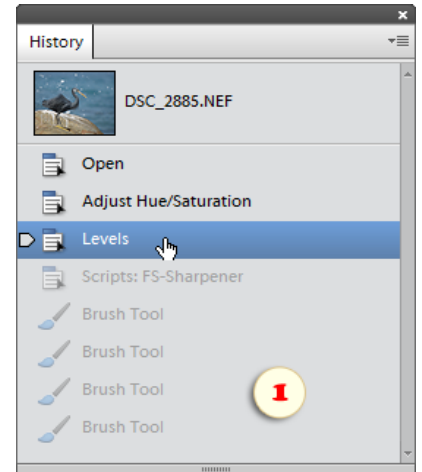 History
DSC_2885.NEF
Open
Adjust Hue/Saturation
Levels
Scripts: FS-Sharpener
Brush Tool
Brush Tool
Brush Tool
Brush Tool
1